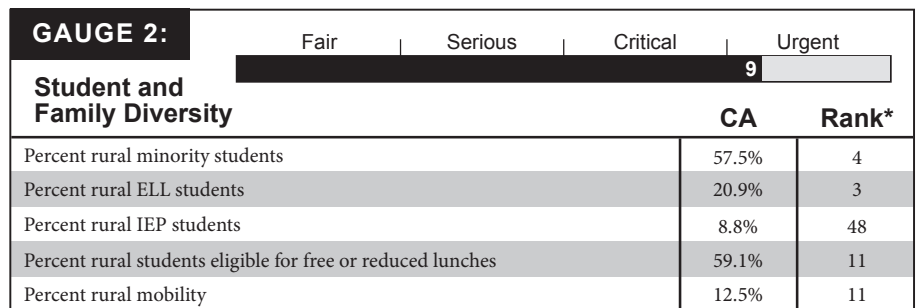 GAUGE 2:
Fair | Serious | Critical | Urgent
9
Student and
Family Diversity
CA Rank*
Percent rural minority students 57.5% 4
Percent rural ELL students 20.9% 3
Percent rural IEP students 8.8% 48
Percent rural students eligible for free or reduced lunches 59.1% 11
Percent rural mobility 12.5% 11